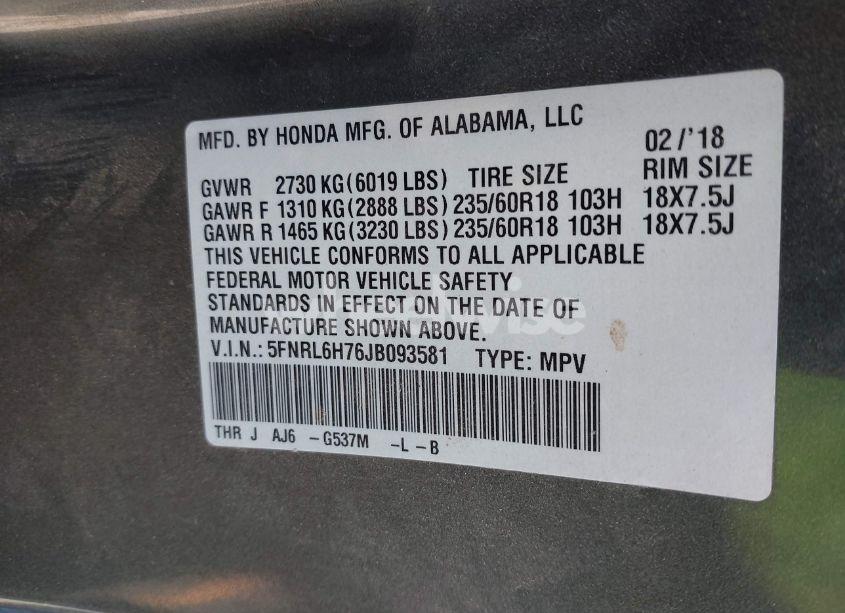 MFD. BY HONDA MFG. OF ALABAMA, LLC 02/'18
GVWR 2730 KG(6019 LBS) TIRE SIZE RIM SIZE
GAWR F 1310 KG(2888 LBS) 235/60R18 103H 18X7.5J
GAWR R 1465 KG(3230 LBS) 235/60R18 103H 18X7.5J
THIS VEHICLE CONFORMS TO ALL APPLICABLE
FEDERAL MOTOR VEHICLE SAFETY
STANDARDS IN EFFECT ON THE DATE OF
MANUFACTURE SHOWN ABOVE.
V.I.N.: 5FNRL6H76JB093581 TYPE: MPV
THR J AJ6 -G537M -L -B